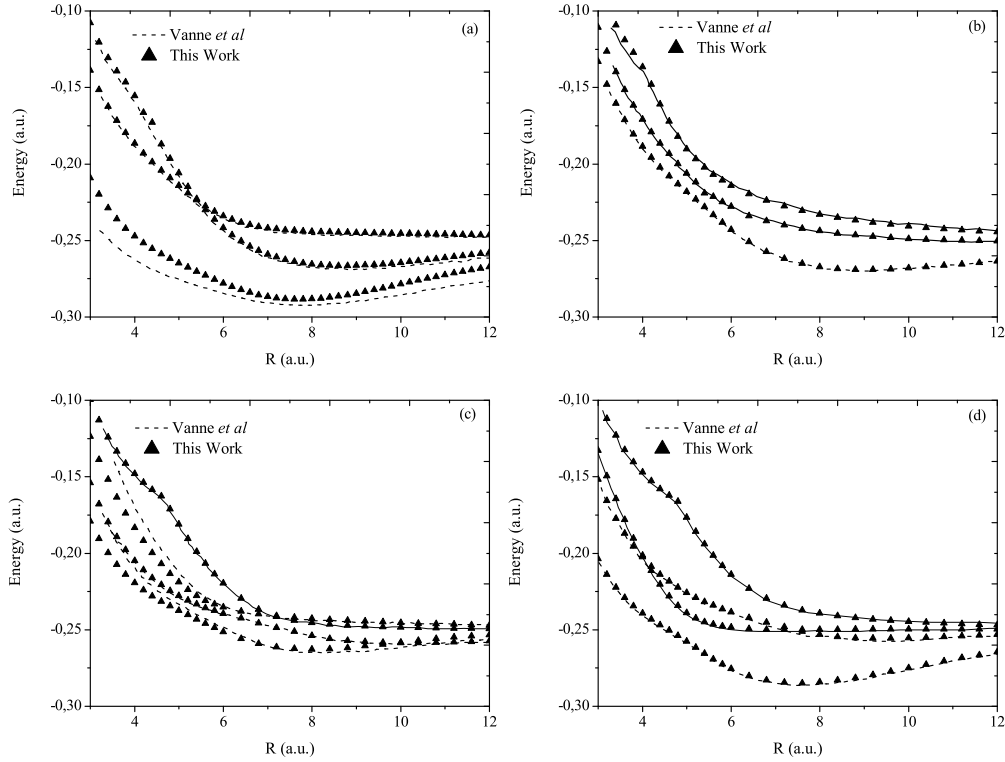 -0,10
-0,15
-0,20
-0,25
-0,30
Energy (a.u.)
Vanne et al
This Work
(a)
4
6
8
10
12
R (a.u.)
-0,10
-0,15
-0,20
-0,25
-0,30
Energy (a.u.)
Vanne et al
This Work
(b)
4
6
8
10
12
R (a.u.)
-0,10
-0,15
-0,20
-0,25
-0,30
Energy (a.u.)
Vanne et al
This Work
(c)
4
6
8
10
12
R (a.u.)
-0,10
-0,15
-0,20
-0,25
-0,30
Energy (a.u.)
Vanne et al
This Work
(d)
4
6
8
10
12
R (a.u.)